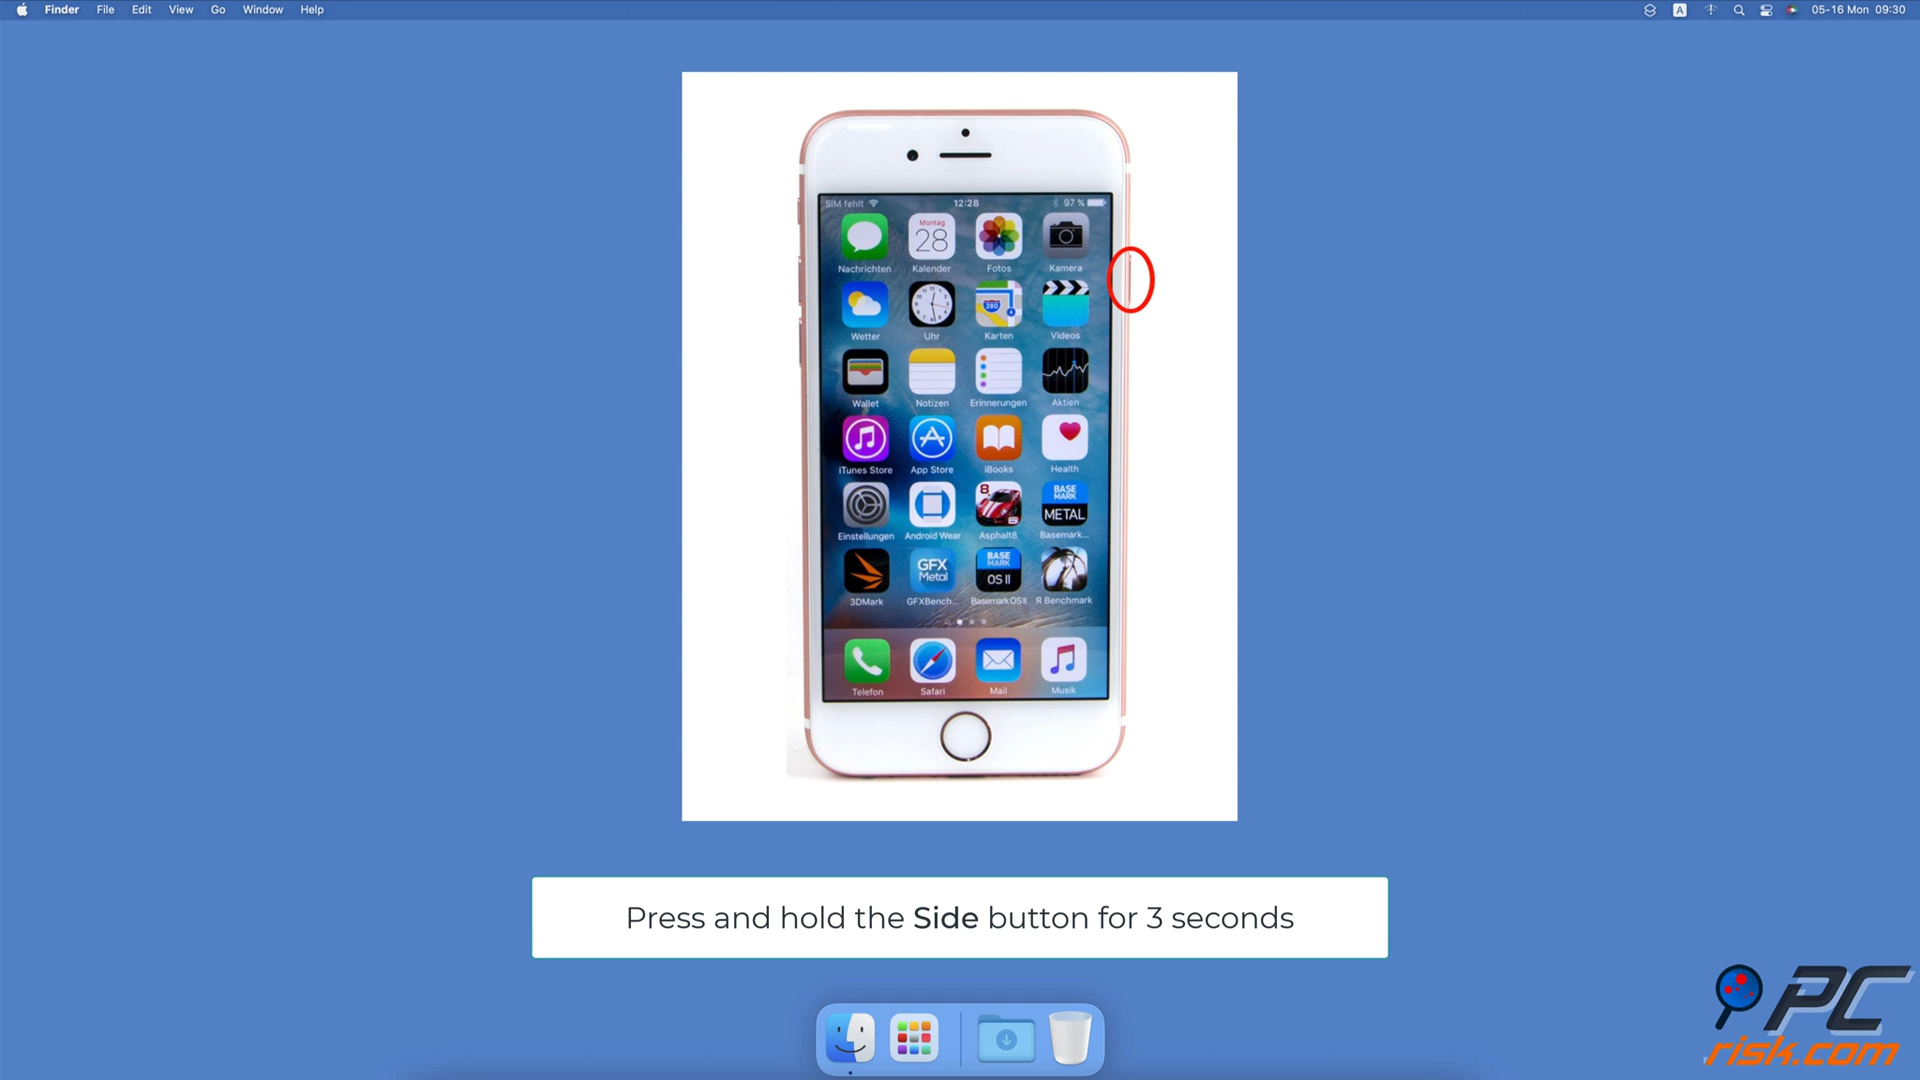 Finder File Edit View Go Window Help
A 05-16 Mon 09:30
SIM fehlt 12:28 97 %
Montag
28
Nachrichten Kalender Fotos Kamera
280
Wetter Uhr Karten Videos
Wallet Notizen Erinnerungen Aktien
iTunes Store App Store iBooks Health
8 BASE
MARK
METAL
Einstellungen Android Wear Asphalt8 Basemark...
GFX
Metal
BASE
MARK
OS II
3DMark GFXBench... Basemark OS II R Benchmark
Telefon Safari Mail Musik
Press and hold the Side button for 3 seconds
PC
risk.com